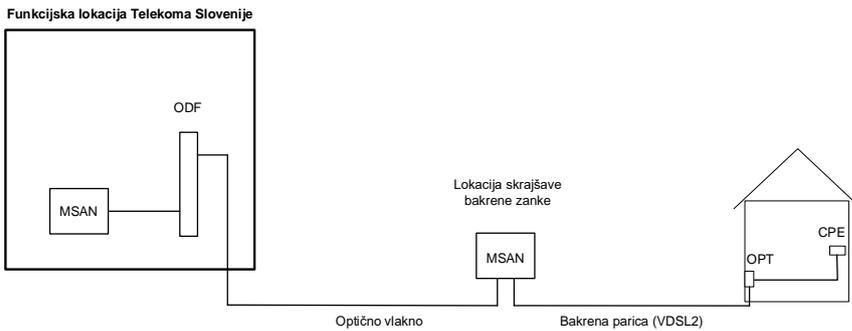 Funkcijska lokacija Telekoma Slovenije
ODF
MSAN
Lokacija skrajšave
bakrene zanke
MSAN
CPE
OPT
Optično vlakno
Bakrena parica (VDSL2)